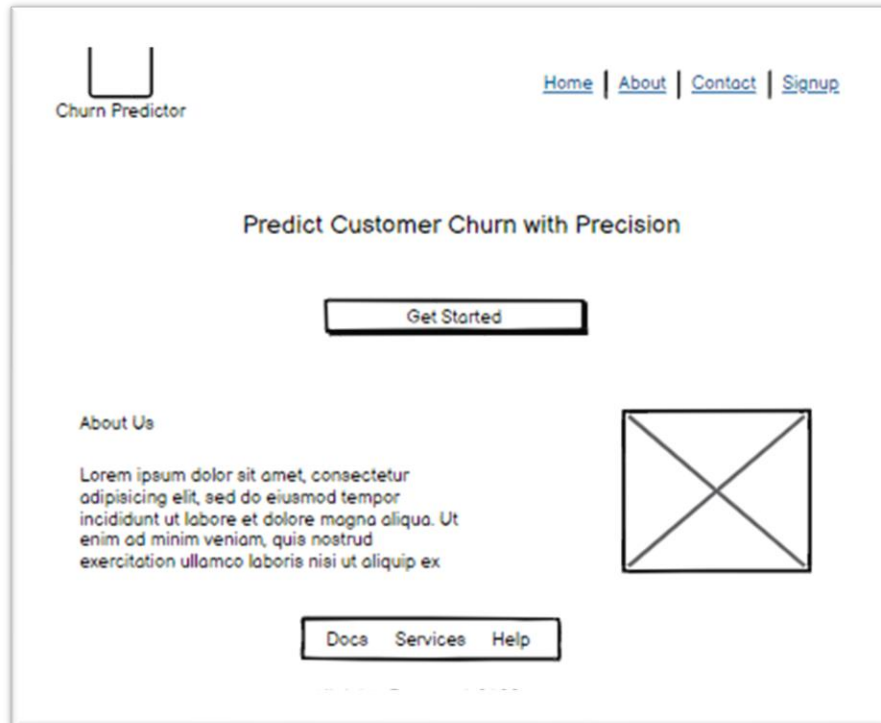 Churn Predictor
Home | About | Contact | Signup
Predict Customer Churn with Precision
Get Started
About Us
Lorem ipsum dolor sit amet, consectetur
adipisicing elit, sed do eiusmod tempor
incididunt ut labore et dolore magna aliqua. Ut
enim ad minim veniam, quis nostrud
exercitation ullamco laboris nisi ut aliquip ex
Docs Services Help